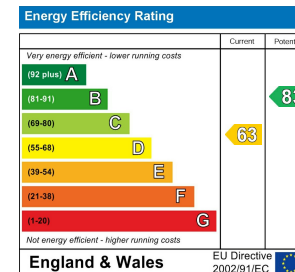 Energy Efficiency Rating
Current
Very energy efficient - lower running costs
(92 plus) A
(81-91) B
(69-80) C
(55-68) D
63
(39-54) E
(21-38) F
(1-20) G
Not energy efficient - higher running costs
England & Wales
EU Directive
2002/91/EC